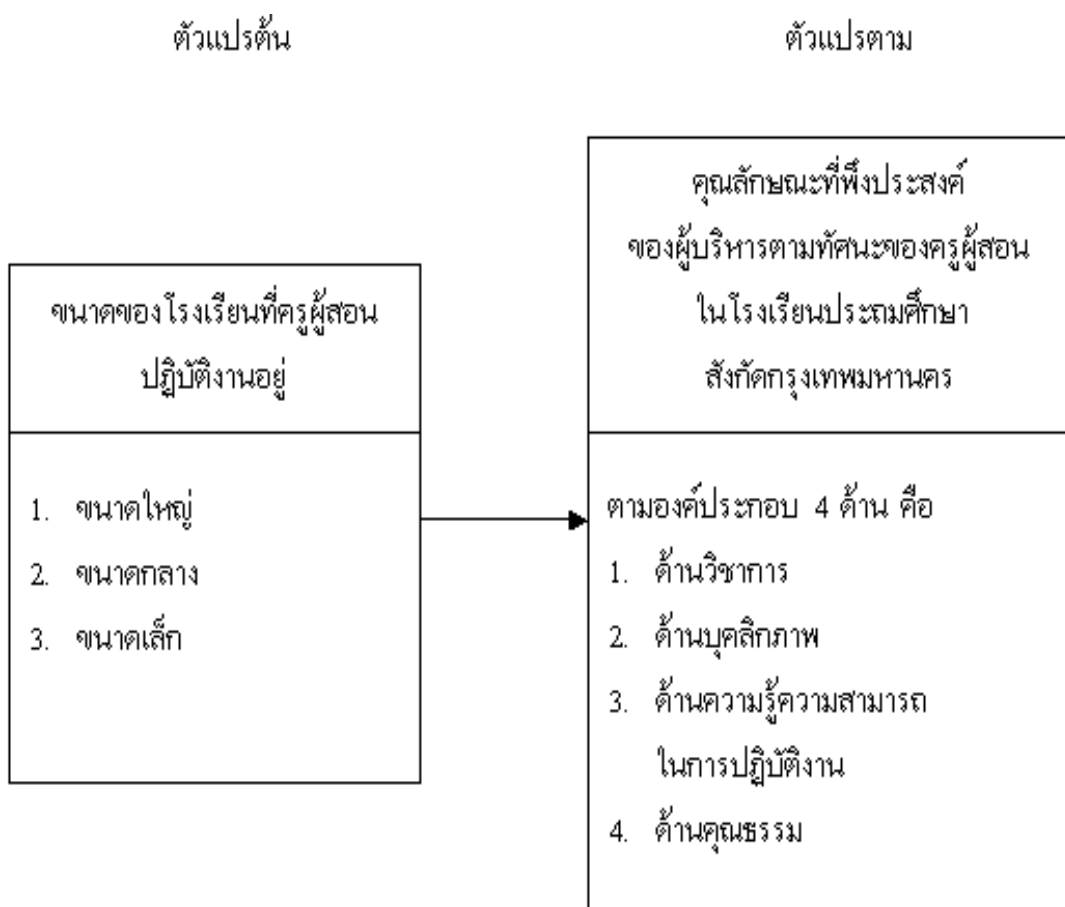 ตัวแปรต้น
ตัวแปรตาม
ขนาดของโรงเรียนที่ครูผู้สอน
ปฏิบัติงานอยู่
1. ขนาดใหญ่
2. ขนาดกลาง
3. ขนาดเล็ก
คุณลักษณะที่พึงประสงค์
ของผู้บริหารตามทัศนะของครูผู้สอน
ในโรงเรียนประถมศึกษา
สังกัดกรุงเทพมหานคร
ตามองค์ประกอบ 4 ด้าน คือ
1. ด้านวิชาการ
2. ด้านบุคลิกภาพ
3. ด้านความรู้ความสามารถ
ในการปฏิบัติงาน
4. ด้านคุณธรรม